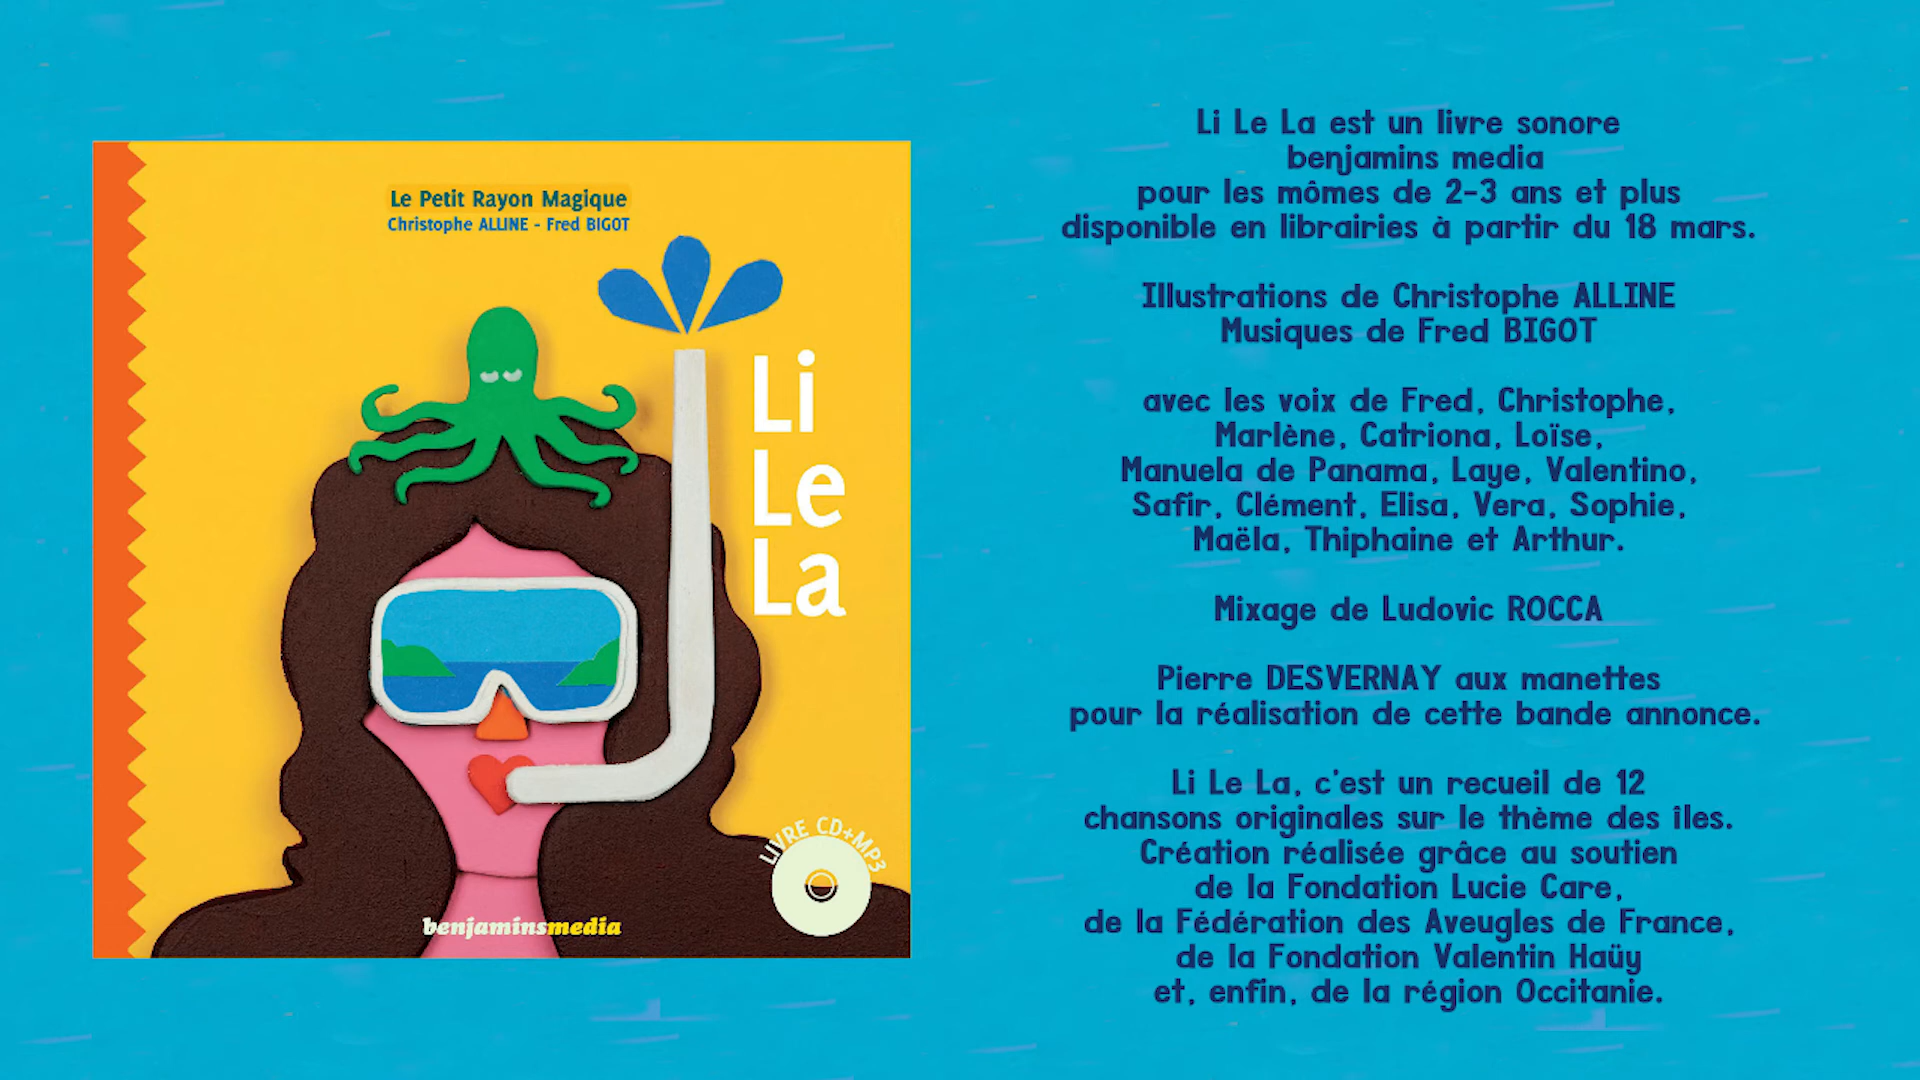 Le Petit Rayon Magique
Christophe ALLINE - Fred BIGOT
Li
Le
La
LIVRE CD+MP3
benjaminsmedia
Li Le La est un livre sonore
benjamins media
pour les mômes de 2-3 ans et plus
disponible en librairies à partir du 18 mars.
Illustrations de Christophe ALLINE
Musiques de Fred BIGOT
avec les voix de Fred, Christophe,
Marlène, Catriona, Loïse,
Manuela de Panama, Laye, Valentino,
Safir, Clément, Elisa, Vera, Sophie,
Maëla, Thiphaine et Arthur.
Mixage de Ludovic ROCCA
Pierre DESVERNAY aux manettes
pour la réalisation de cette bande annonce.
Li Le La, c'est un recueil de 12
chansons originales sur le thème des îles.
Création réalisée grâce au soutien
de la Fondation Lucie Care,
de la Fédération des Aveugles de France,
de la Fondation Valentin Haüy
et, enfin, de la région Occitanie.